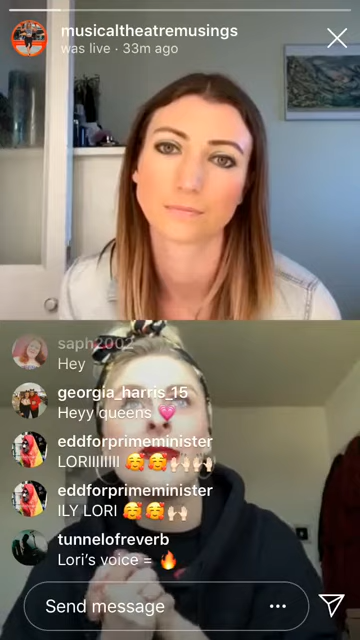 musicaltheatremusings
was live · 33m ago
saph2002
Hey
georgia_harris_15
Heyy queens 💗
eddforprimeminister
LORIIIIIIII 🥰🥰🙌🏻🙌🏻
eddforprimeminister
ILY LORI 🥰🥰🙌🏻
tunnelofreverb
Lori's voice = 🔥
Send message